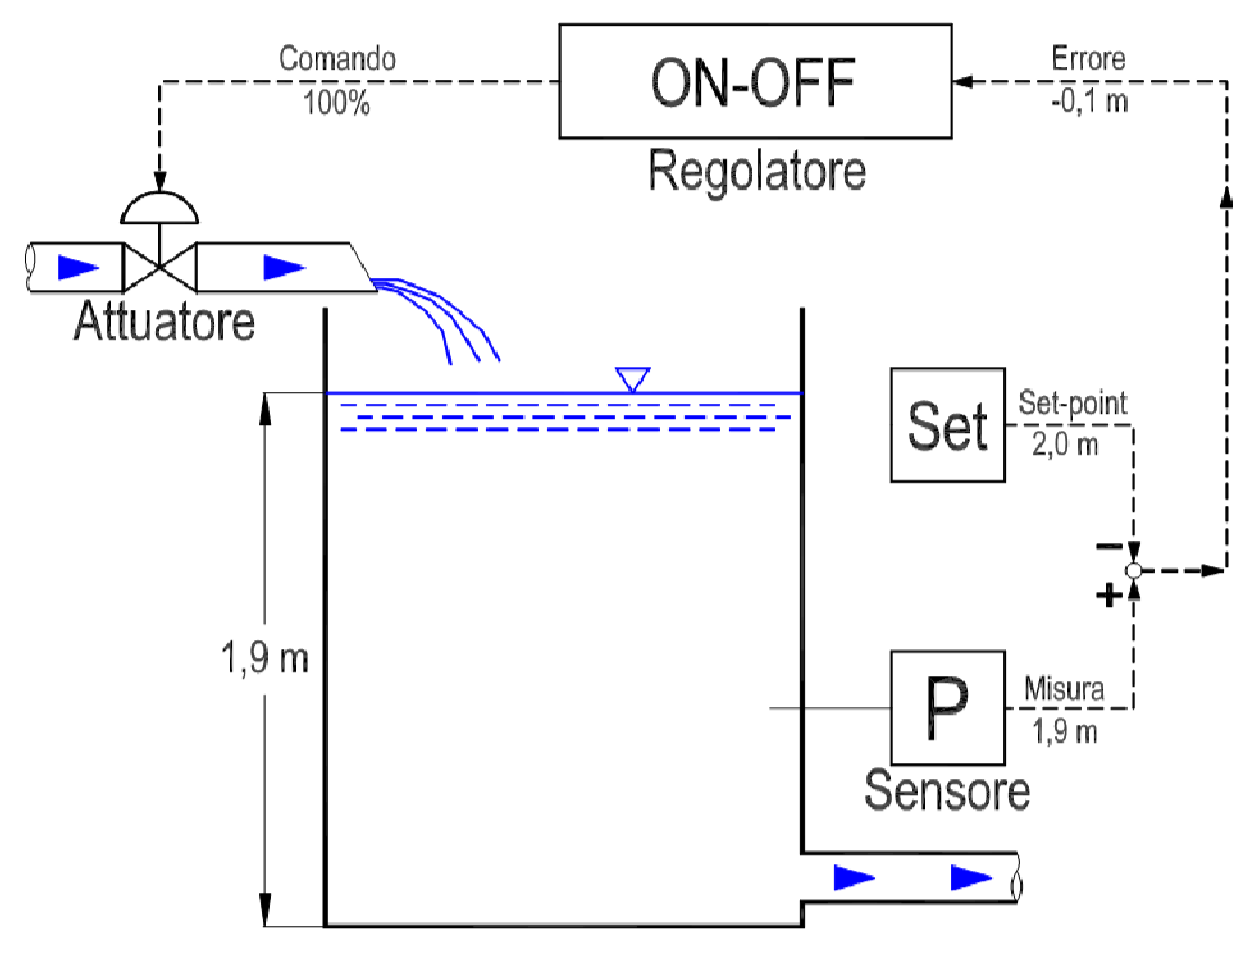 Comando
100%
ON-OFF
Regolatore
Errore
-0,1 m
Attuatore
Set
Set-point
2,0 m
−
+
1,9 m
P
Misura
1,9 m
Sensore